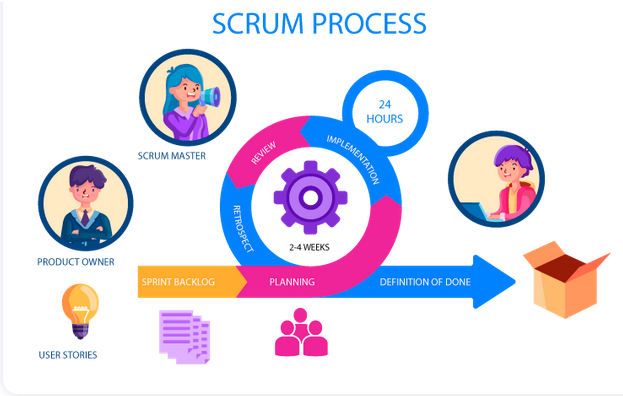 SCRUM PROCESS
24
HOURS
SCRUM MASTER
REVIEW
IMPLEMENTATION
RETROSPECT
2-4 WEEKS
PRODUCT OWNER
SPRINT BACKLOG
PLANNING
DEFINITION OF DONE
USER STORIES